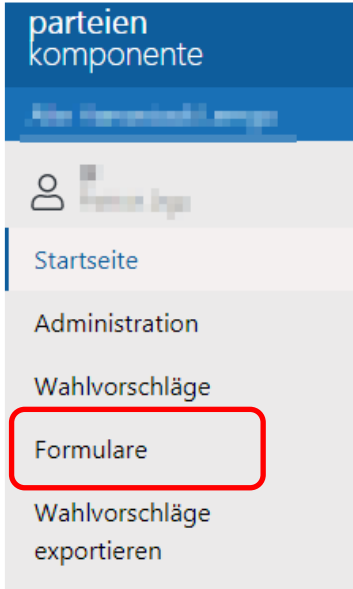 parteien
komponente
Startseite
Administration
Wahlvorschläge
Formulare
Wahlvorschläge
exportieren